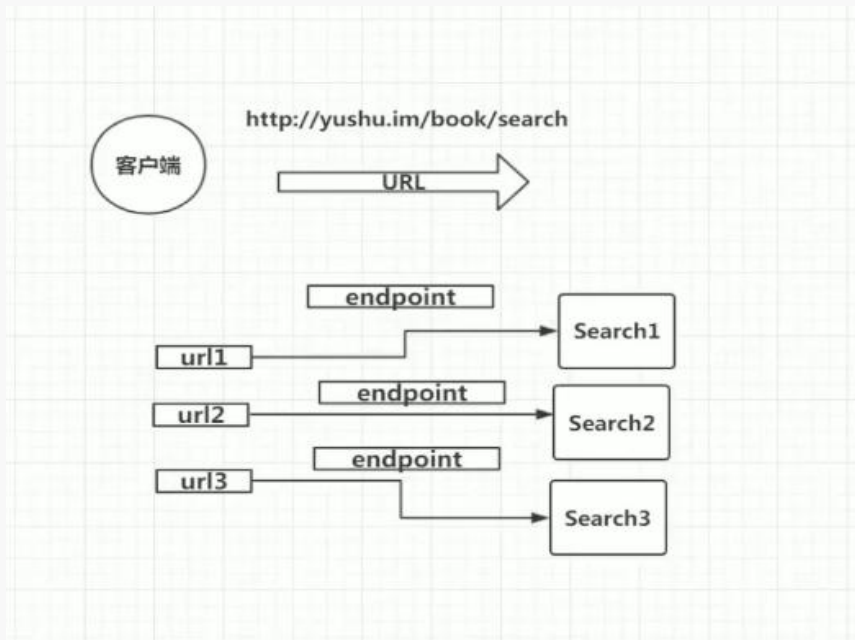 http://yushu.im/book/search
客户端
URL
endpoint
Search1
url1
endpoint
url2
Search2
endpoint
url3
Search3